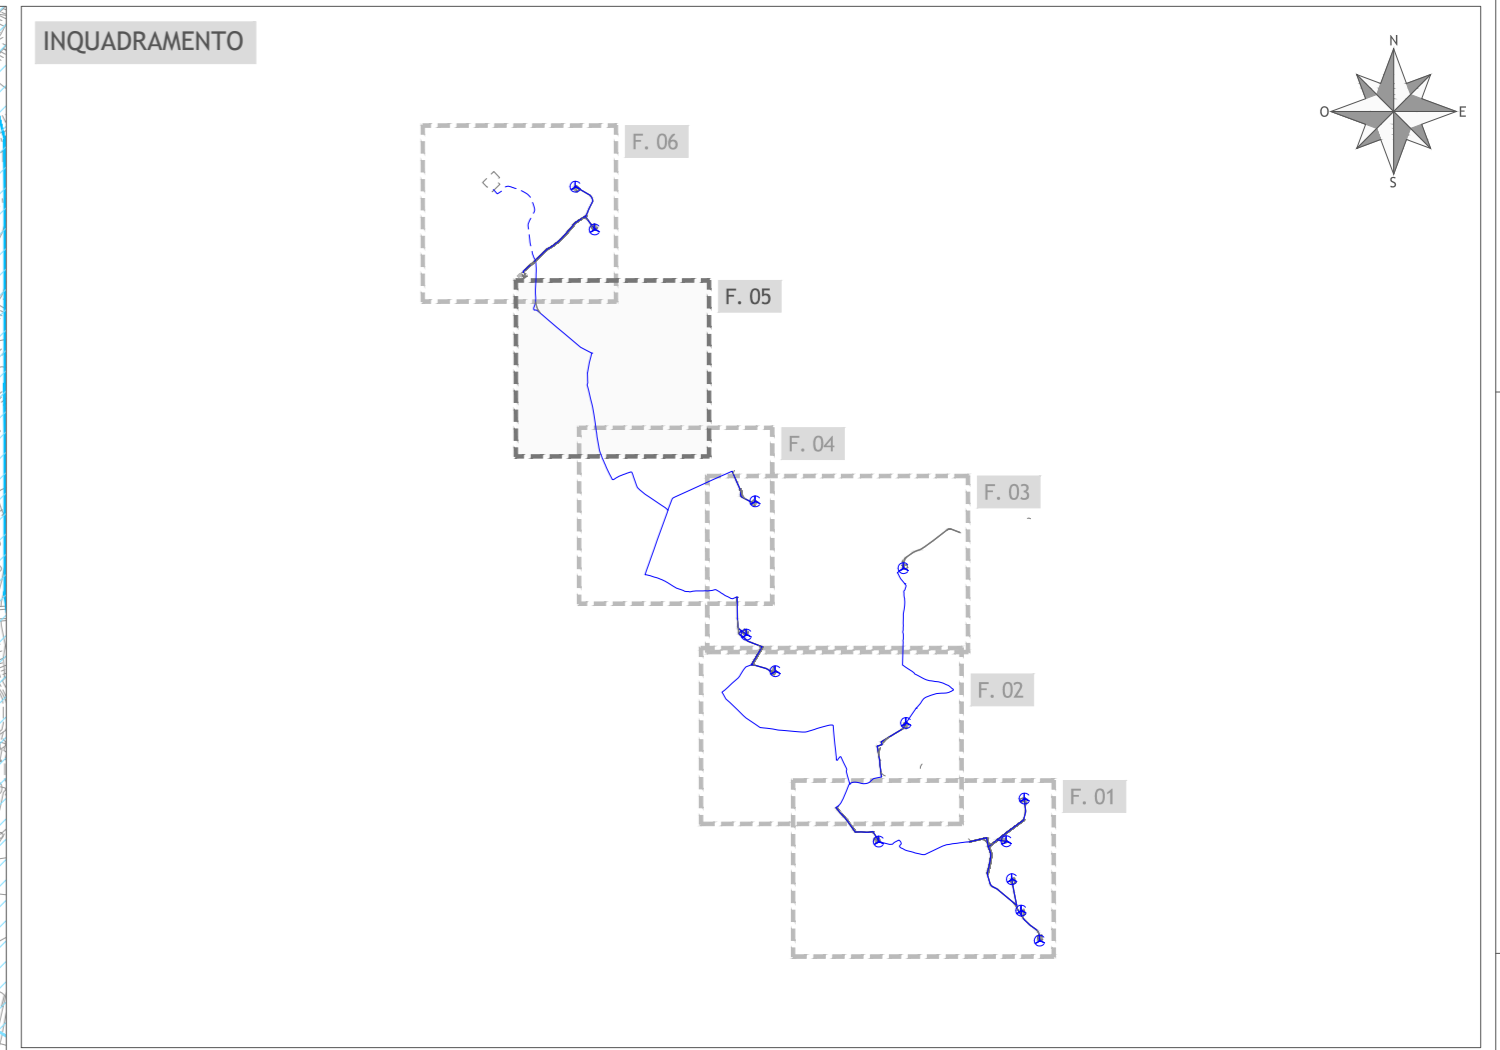 INQUADRAMENTO
N
O
E
S
F. 06
F. 05
F. 04
F. 03
F. 02
F. 01